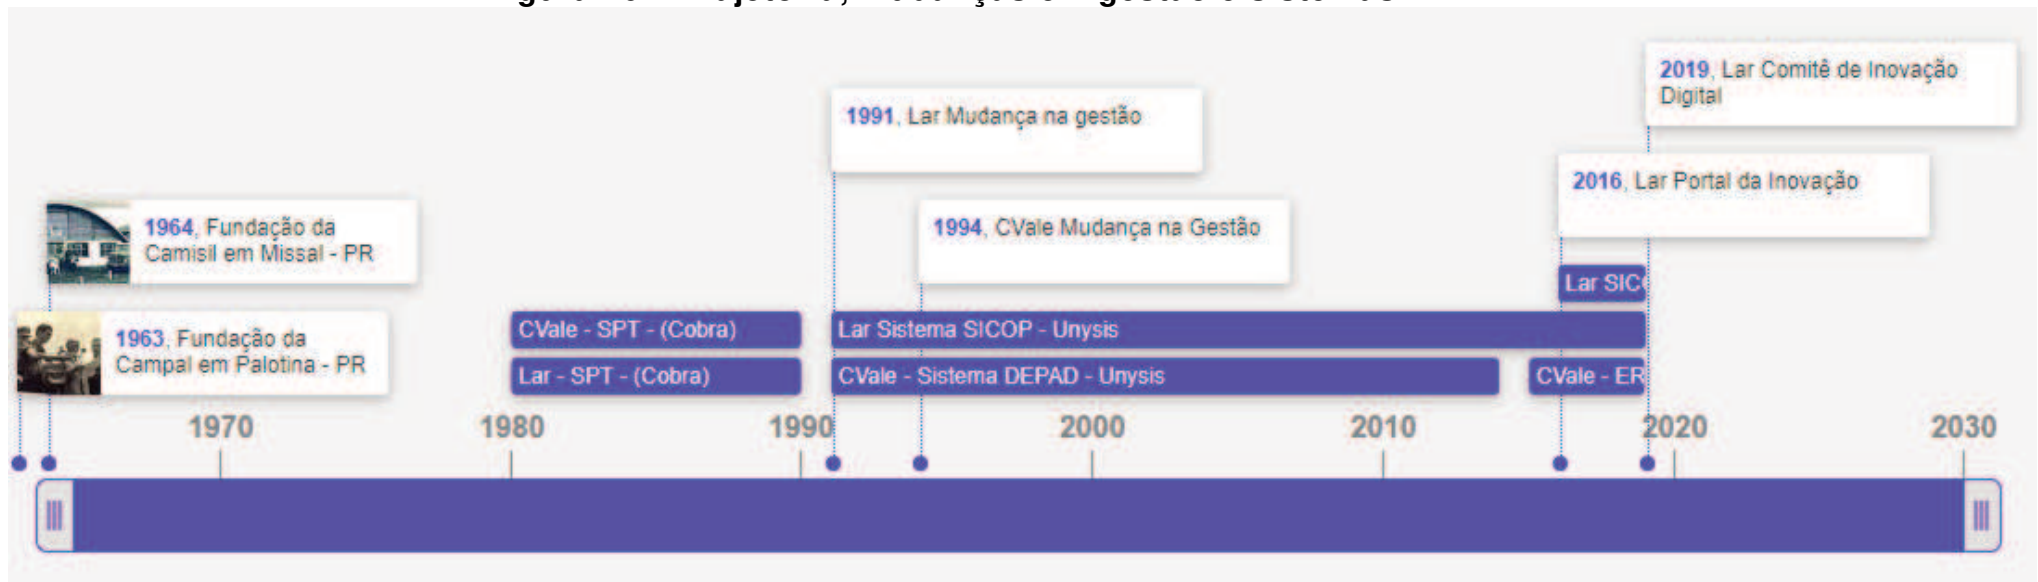 2019, Lar Comitê de Inovação
Digital
1991, Lar Mudança na gestão
2016, Lar Portal da Inovação
1964, Fundação da
Camisil em Missal - PR
1994, CVale Mudança na Gestão
Lar SIC
1963, Fundação da
Campal em Palotina - PR
CVale - SPT - (Cobra)
Lar Sistema SICOP - Unysis
Lar - SPT - (Cobra)
CVale - Sistema DEPAD - Unysis
CVale - ER
1970 1980 1990 2000 2010 2020 2030